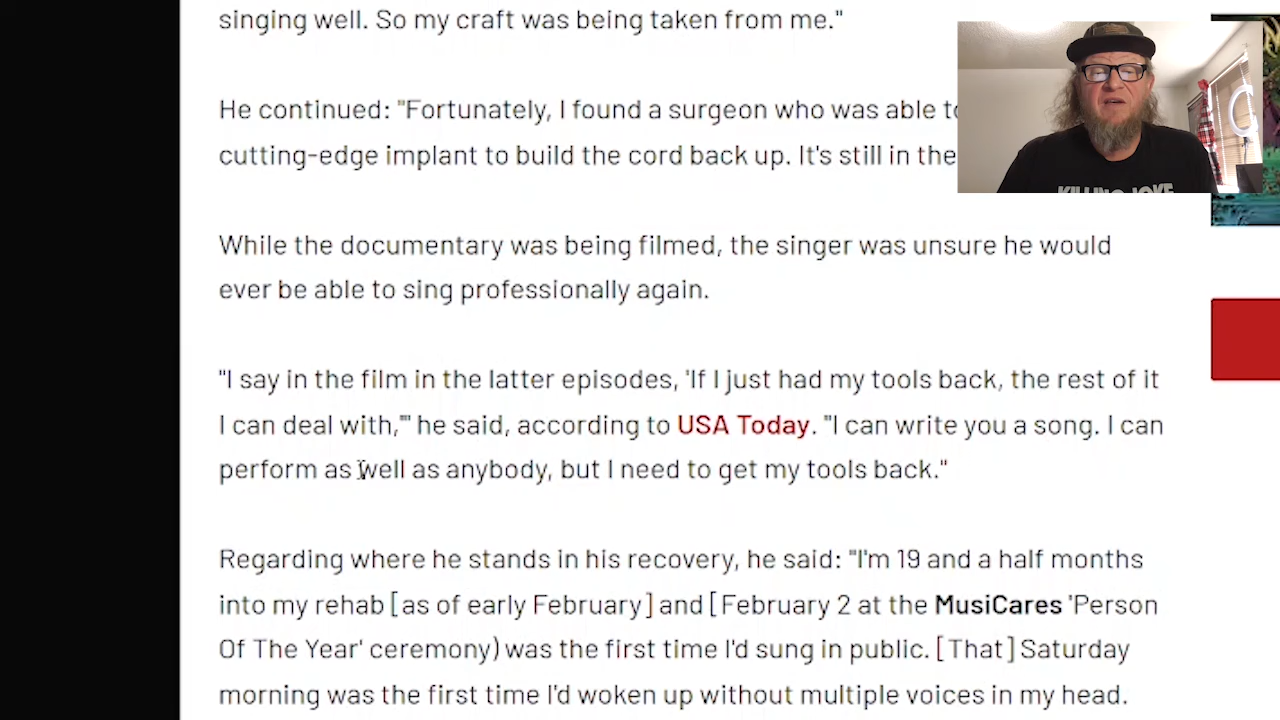 singing well. So my craft was being taken from me."
He continued: "Fortunately, I found a surgeon who was able to
cutting-edge implant to build the cord back up. It's still in the
While the documentary was being filmed, the singer was unsure he would
ever be able to sing professionally again.
"I say in the film in the latter episodes, 'If I just had my tools back, the rest of it
I can deal with,'" he said, according to USA Today. "I can write you a song. I can
perform as well as anybody, but I need to get my tools back."
Regarding where he stands in his recovery, he said: "I'm 19 and a half months
into my rehab [as of early February] and [February 2 at the MusiCares 'Person
Of The Year' ceremony) was the first time I'd sung in public. [That] Saturday
morning was the first time I'd woken up without multiple voices in my head.
KILLING JOKE